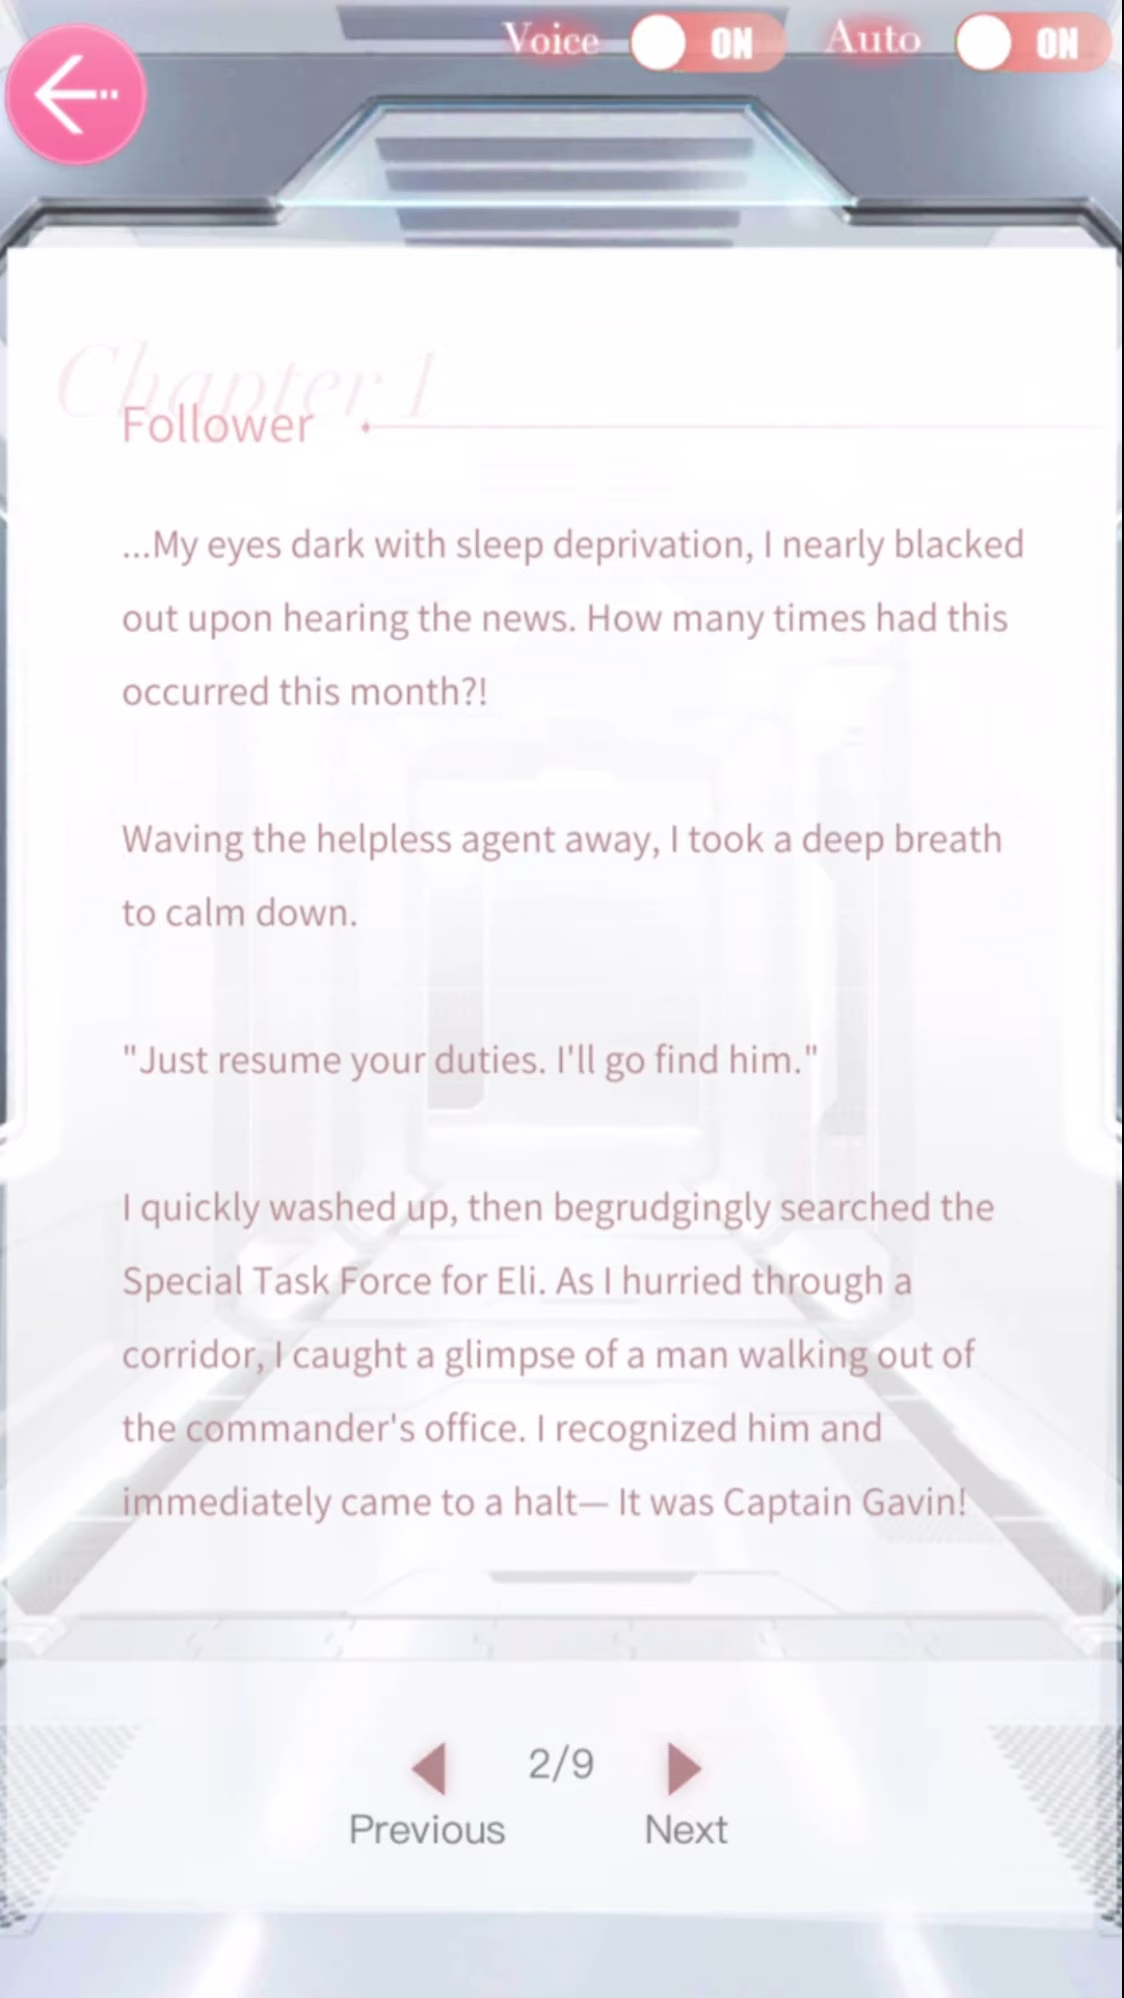 Voice ON Auto ON
Chapter 1
Follower
...My eyes dark with sleep deprivation, I nearly blacked
out upon hearing the news. How many times had this
occurred this month?!
Waving the helpless agent away, I took a deep breath
to calm down.
"Just resume your duties. I'll go find him."
I quickly washed up, then begrudgingly searched the
Special Task Force for Eli. As I hurried through a
corridor, I caught a glimpse of a man walking out of
the commander's office. I recognized him and
immediately came to a halt— It was Captain Gavin!
2/9
Previous Next